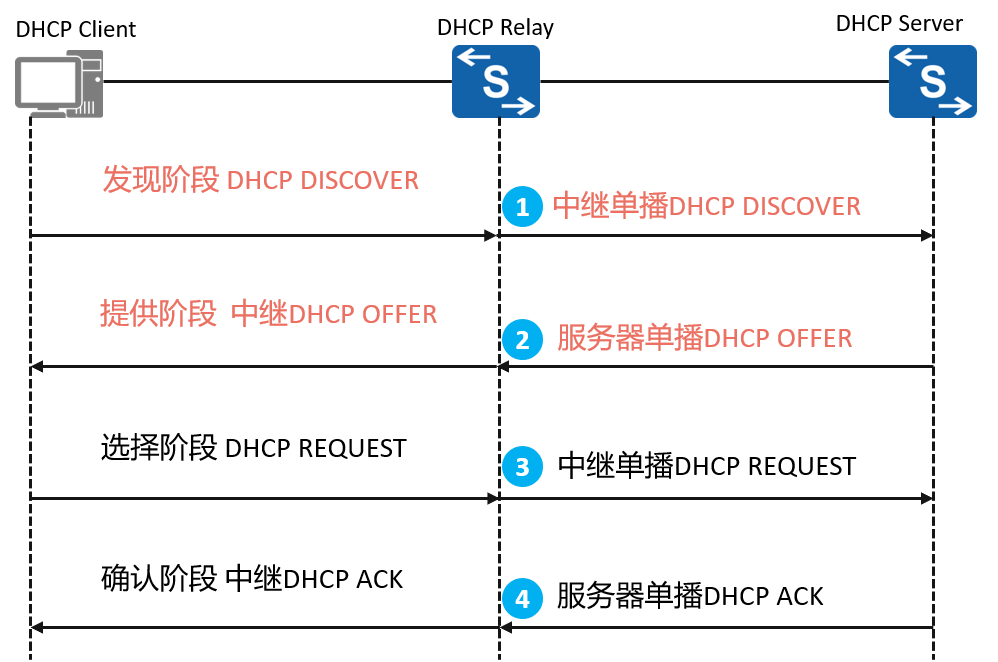 DHCP Client
DHCP Relay
DHCP Server
S
S
发现阶段 DHCP DISCOVER
1 中继单播DHCP DISCOVER
提供阶段 中继DHCP OFFER
2 服务器单播DHCP OFFER
选择阶段 DHCP REQUEST
3 中继单播DHCP REQUEST
确认阶段 中继DHCP ACK
4 服务器单播DHCP ACK